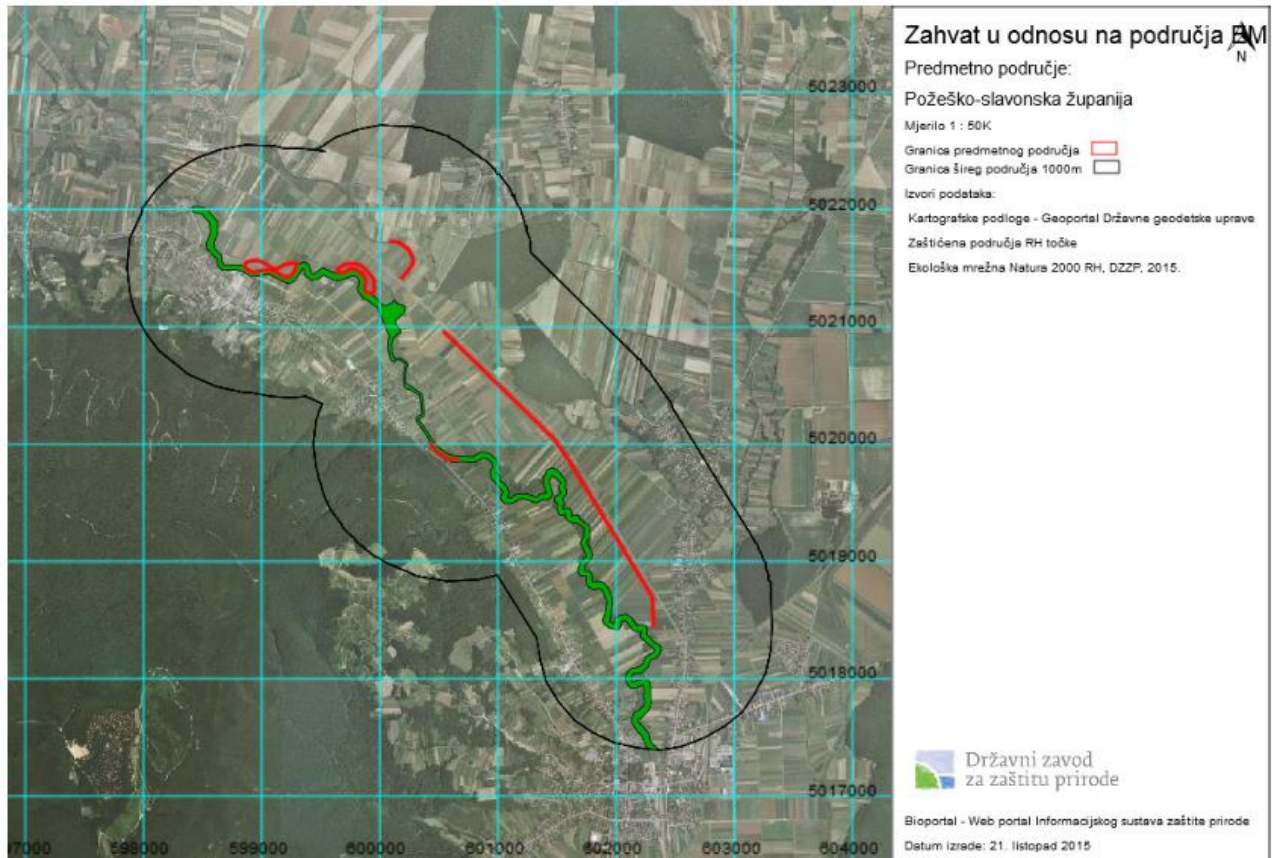 Zahvat u odnosu na područja EM
N
Predmetno područje:
Požeško-slavonska županija
Mjerilo 1 : 50K
Granica predmetnog područja
Granica šireg područja 1000m
Izvori podataka:
Kartografske podloge - Geoportal Državne geodetske uprave
Zaštićena područja RH točke
Ekološka mrežna Natura 2000 RH, DZZP, 2015.
5023000
5022000
5021000
5020000
5019000
5018000
5017000
597000 598000 599000 600000 601000 602000 603000 604000
Državni zavod
za zaštitu prirode
Bioportal - Web portal Informacijskog sustava zaštite prirode
Datum izrade: 21. listopad 2015